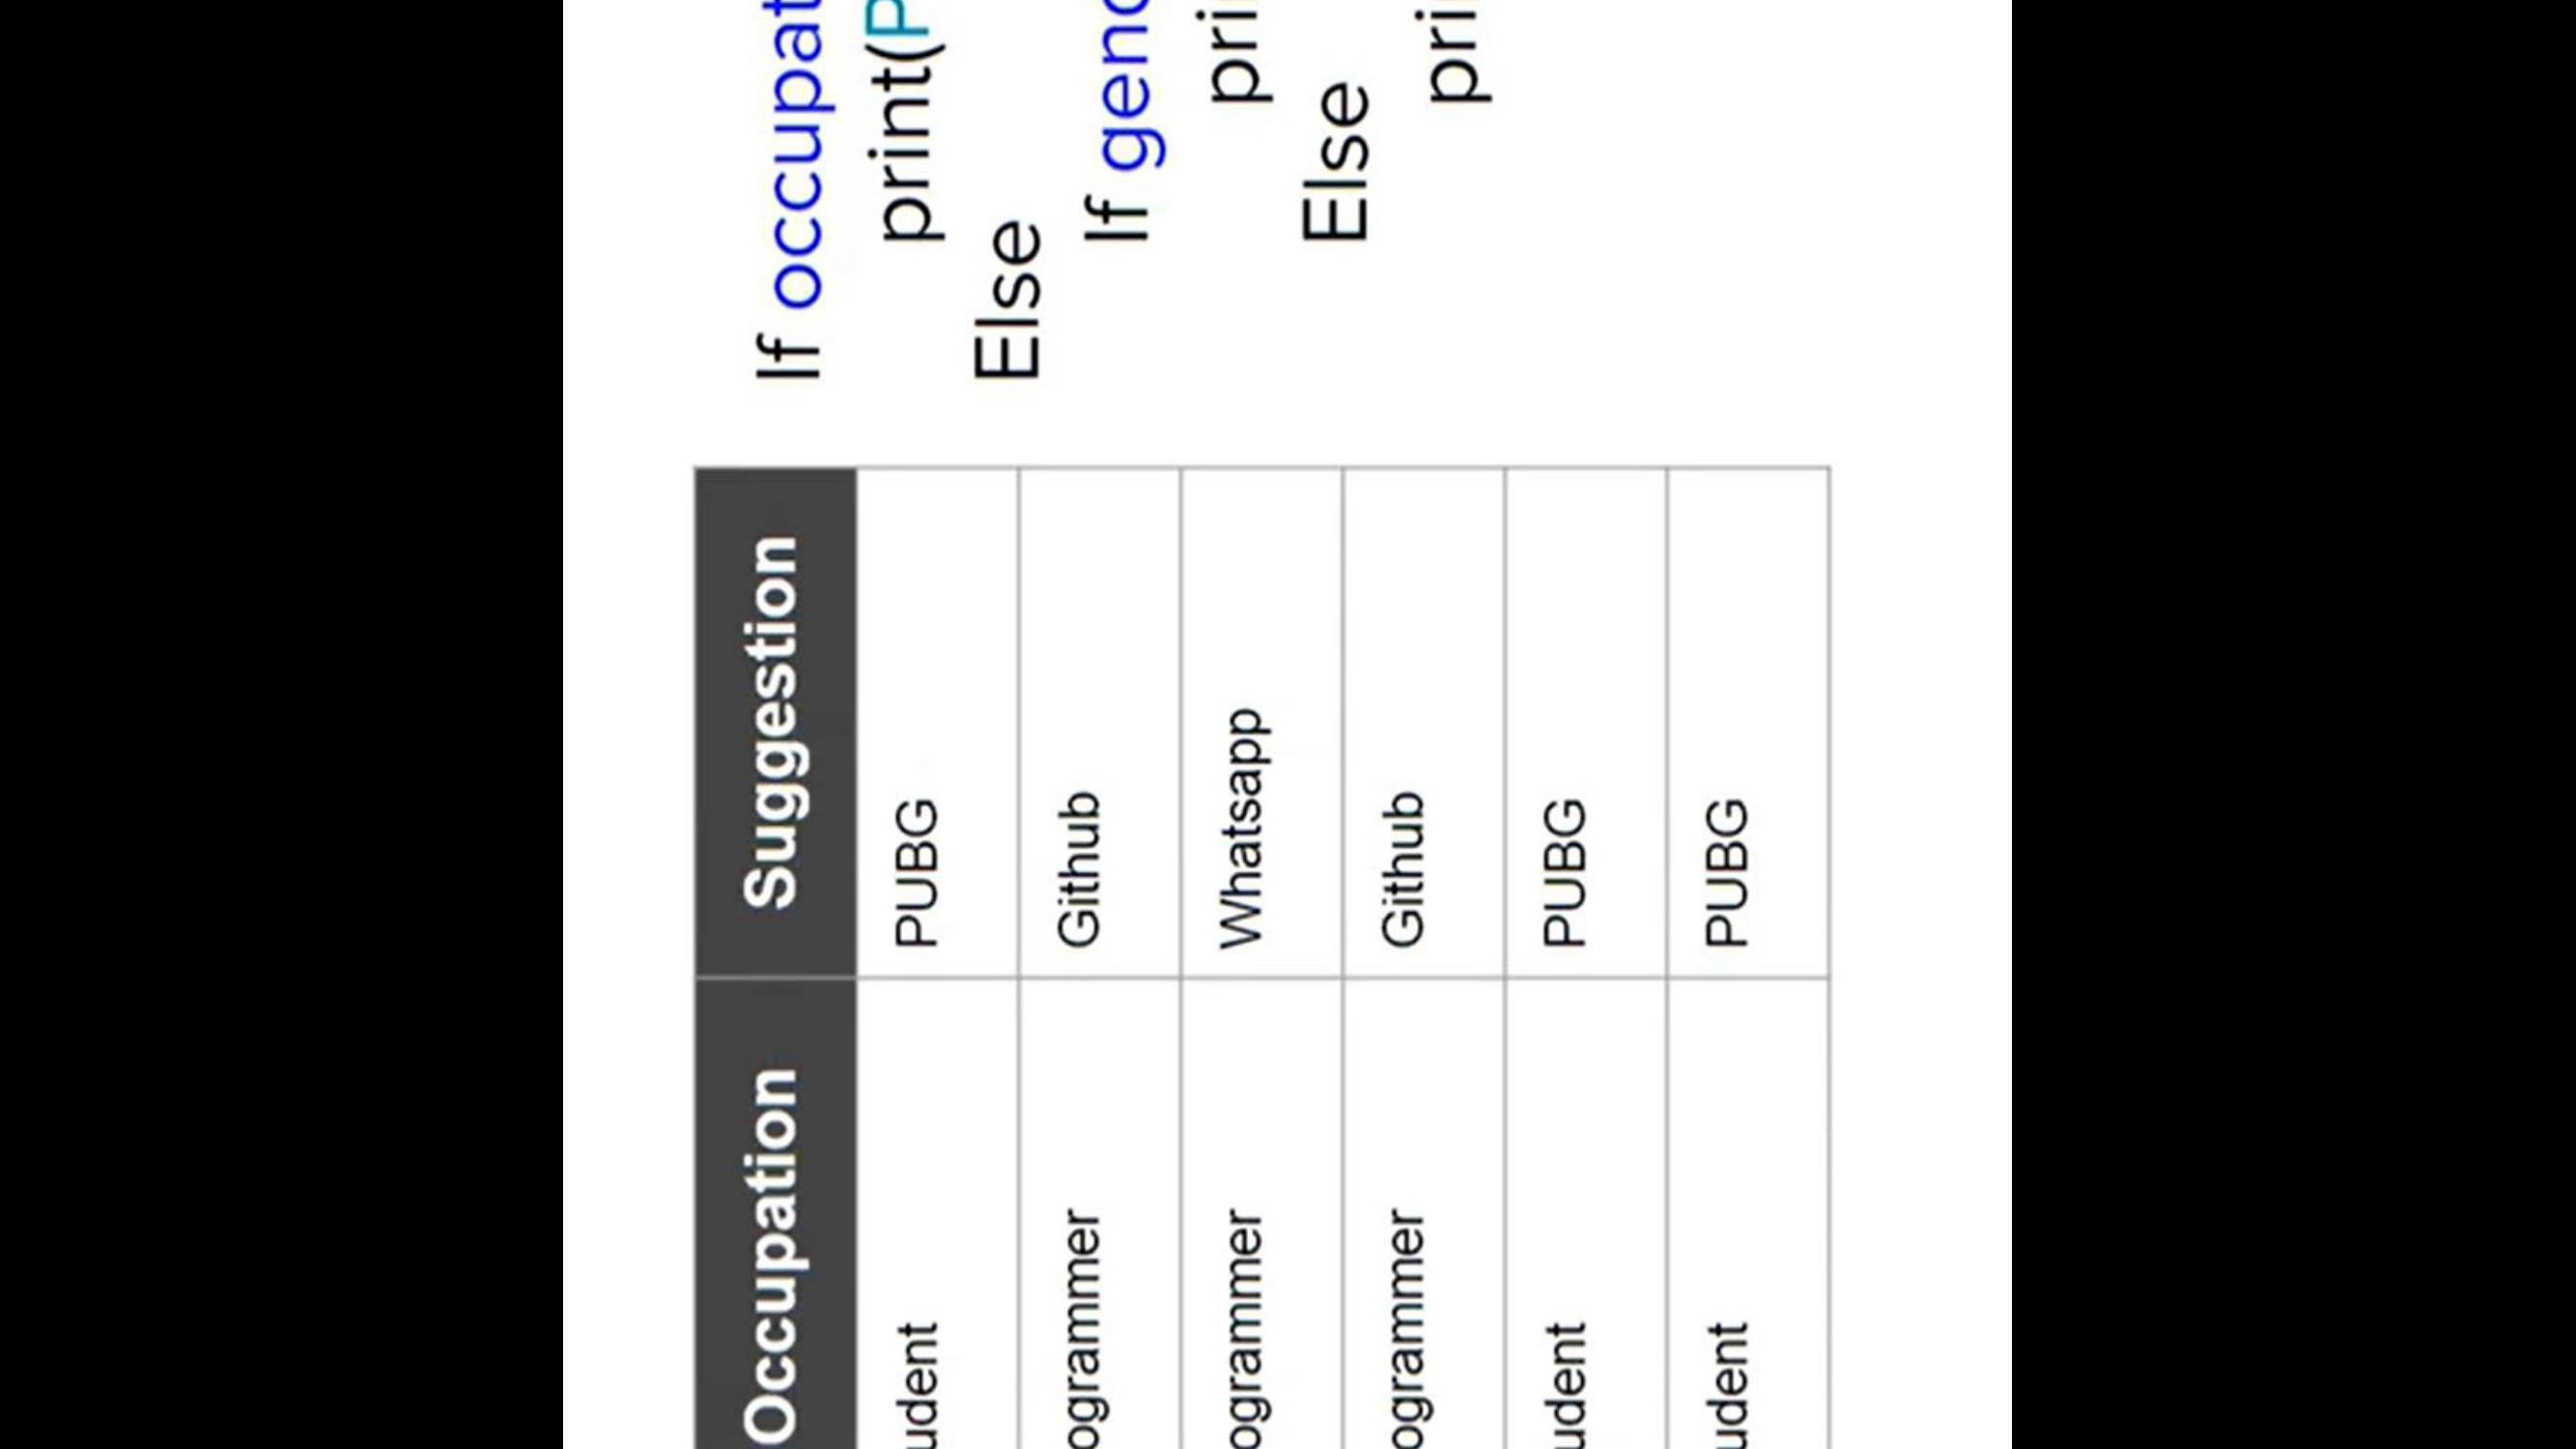 Occupation Suggestion
udent PUBG
ogrammer Github
ogrammer Whatsapp
ogrammer Github
udent PUBG
udent PUBG
If occupat
print(P
Else
If gend
pri
Else
pri